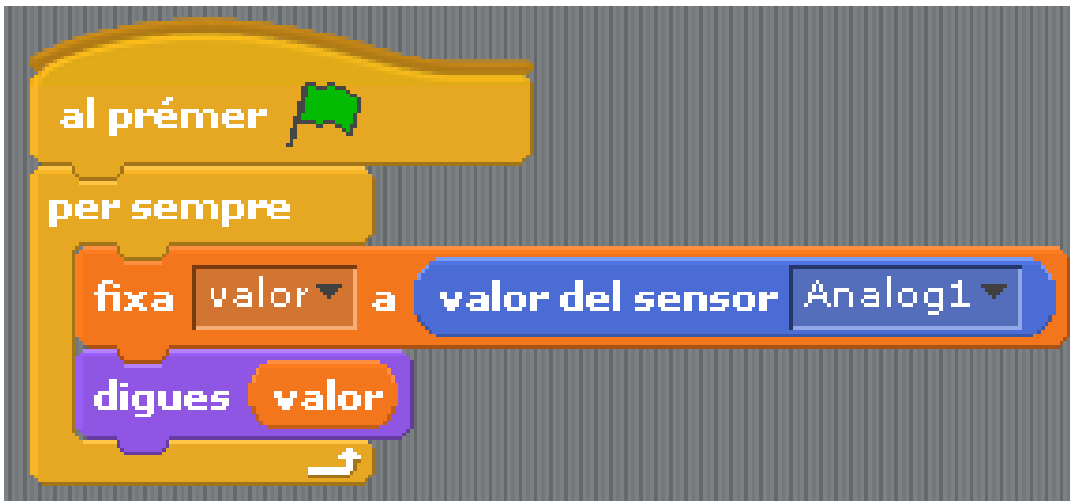 al prémer
per sempre
fixa valor a valor del sensor Analog1
digues valor